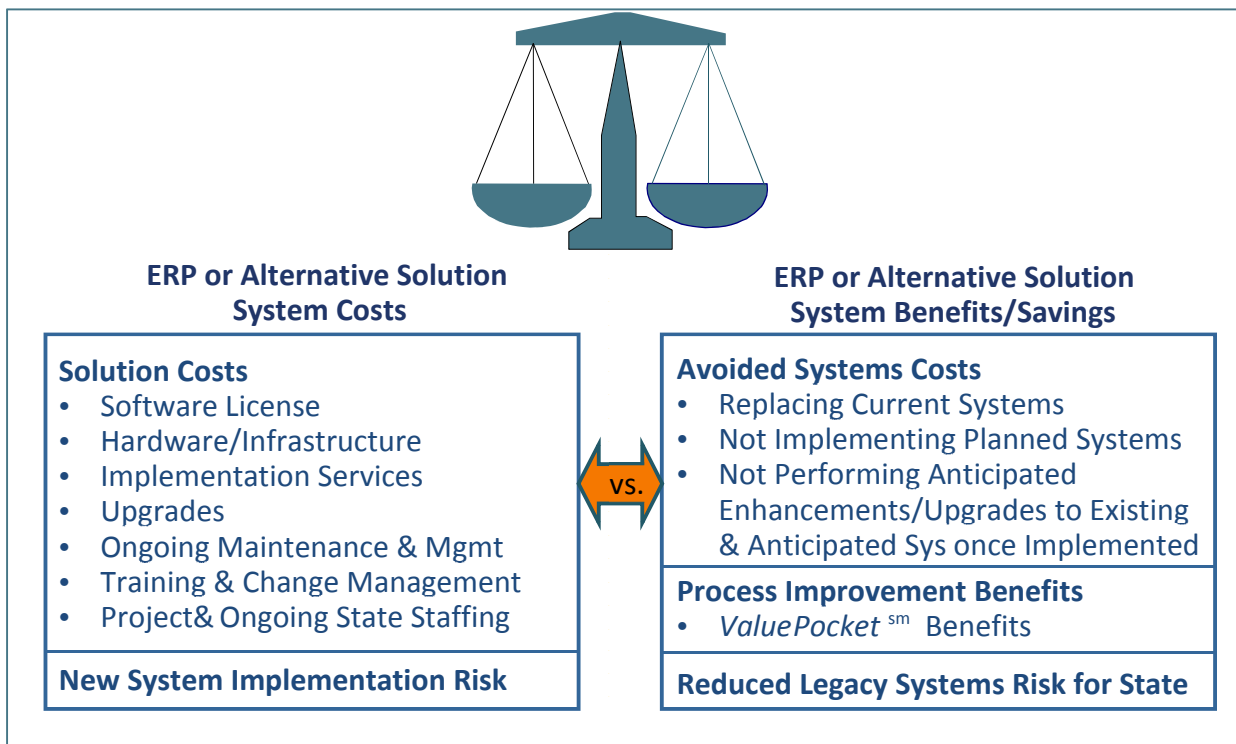 ERP or Alternative Solution
System Costs
Solution Costs
• Software License
• Hardware/Infrastructure
• Implementation Services
• Upgrades
• Ongoing Maintenance & Mgmt
• Training & Change Management
• Project& Ongoing State Staffing
New System Implementation Risk
vs.
ERP or Alternative Solution
System Benefits/Savings
Avoided Systems Costs
• Replacing Current Systems
• Not Implementing Planned Systems
• Not Performing Anticipated
Enhancements/Upgrades to Existing
& Anticipated Sys once Implemented
Process Improvement Benefits
• ValuePocket sm Benefits
Reduced Legacy Systems Risk for State